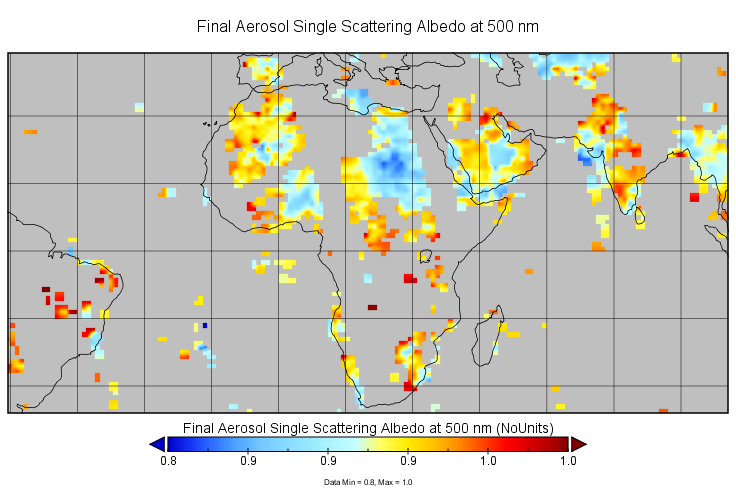 Final Aerosol Single Scattering Albedo at 500 nm
Final Aerosol Single Scattering Albedo at 500 nm (NoUnits)
0.8 0.9 0.9 0.9 1.0 1.0
Data Min = 0.8, Max = 1.0